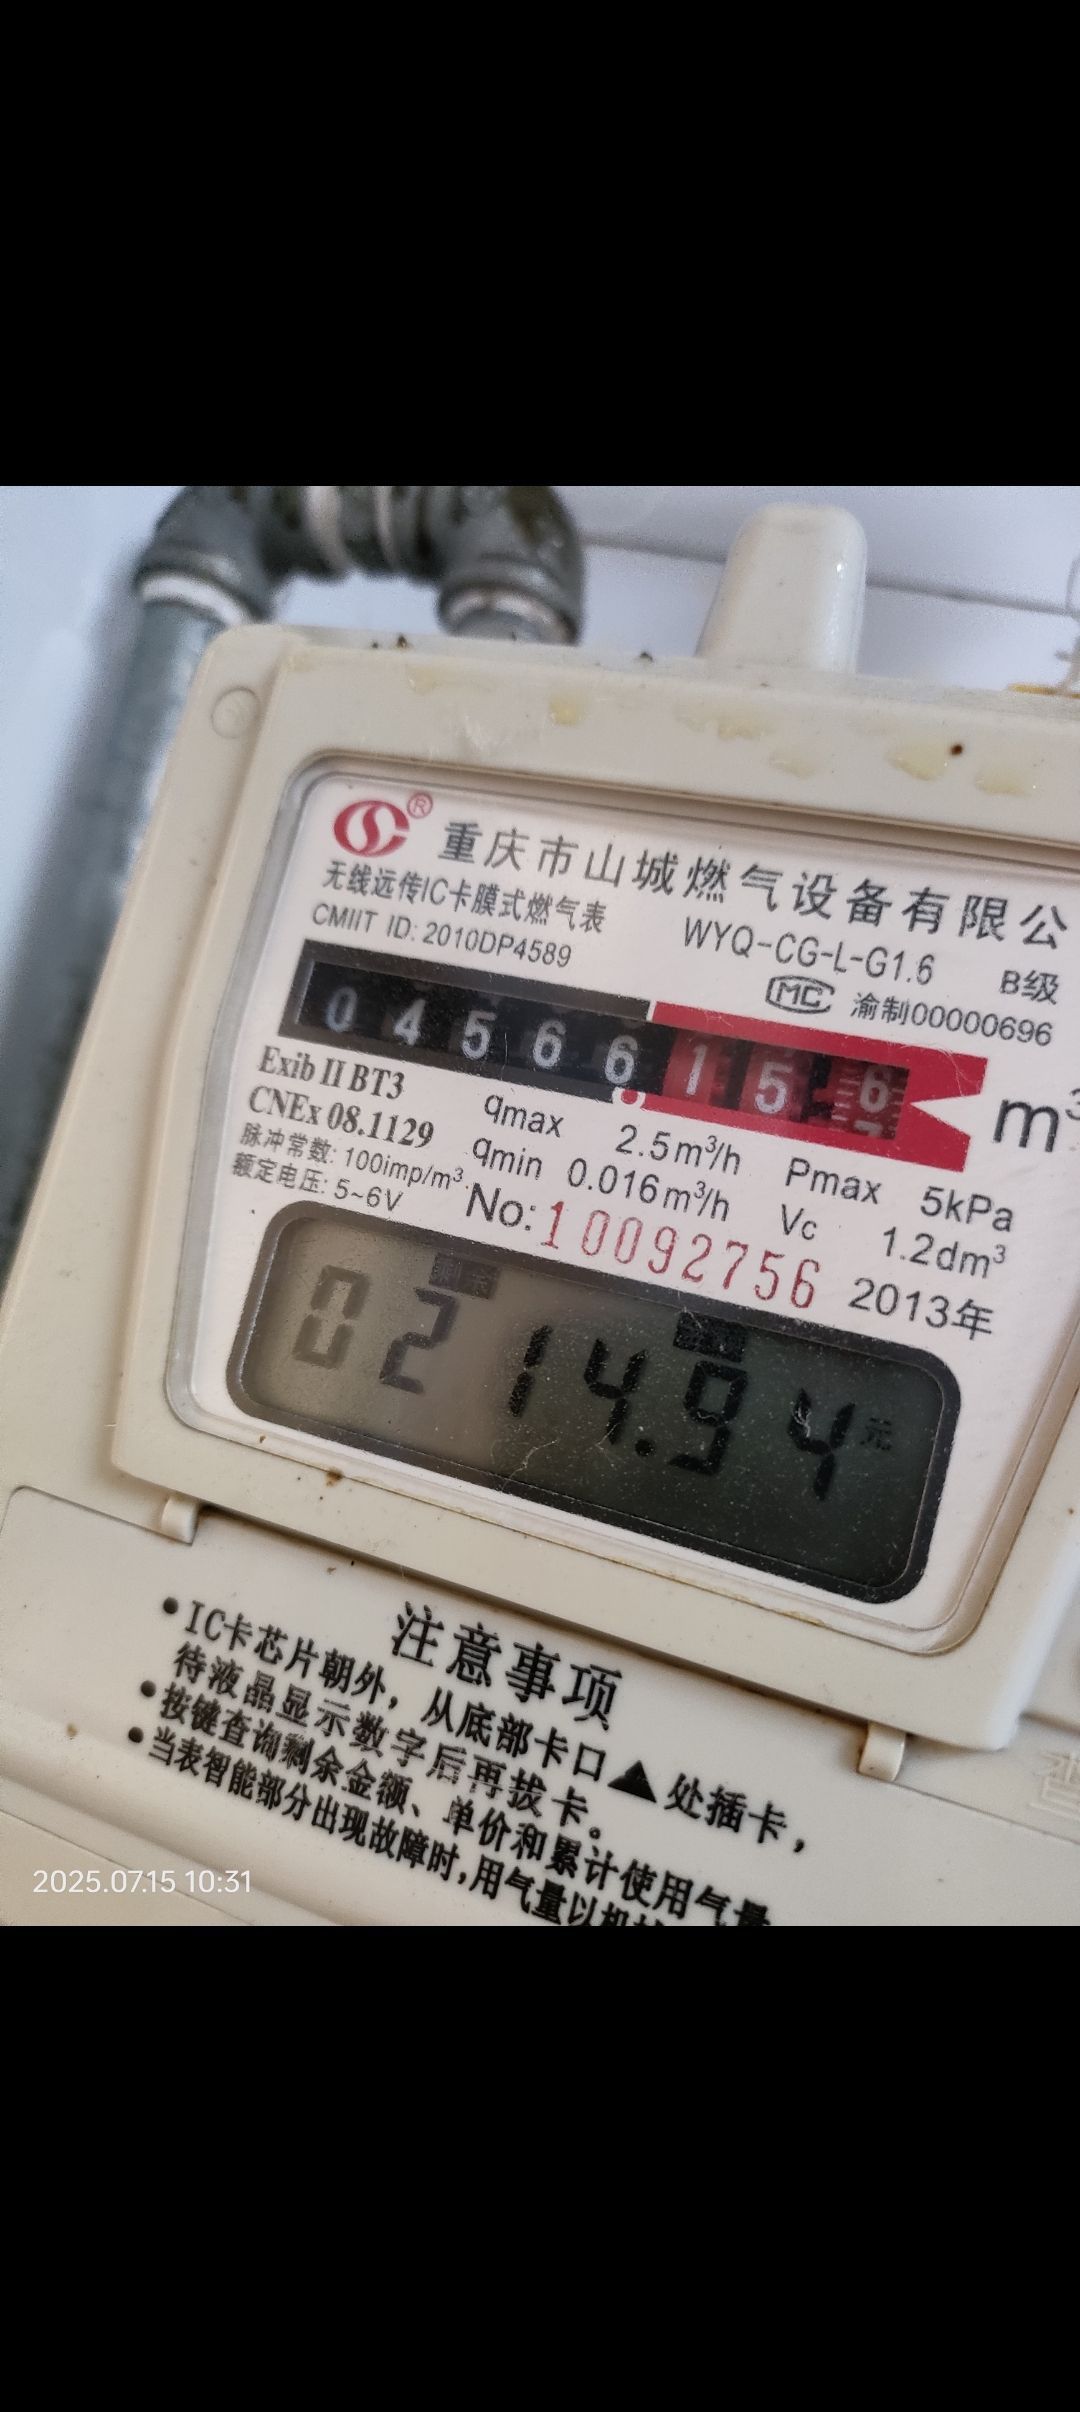 ® 重庆市山城燃气设备有限公
无线远传IC卡膜式燃气表
WYQ-CG-L-G1.6 B级
CMIIT ID: 2010DP4589
MC 渝制00000696
04566156 m³
Exib II BT3
CNEx 08.1129
脉冲常数: 100imp/m³
额定电压: 5~6V
qmax 2.5m³/h Pmax 5kPa
qmin 0.016m³/h Vc 1.2dm³
No: 10092756 2013年
0214.94元
注意事项
•IC卡芯片朝外，从底部卡口▲处插卡，
待液晶显示数字后再拔卡。
•按键查询剩余金额、单价和累计使用气量
•当表智能部分出现故障时,用气量以机
2025.07.15 10:31